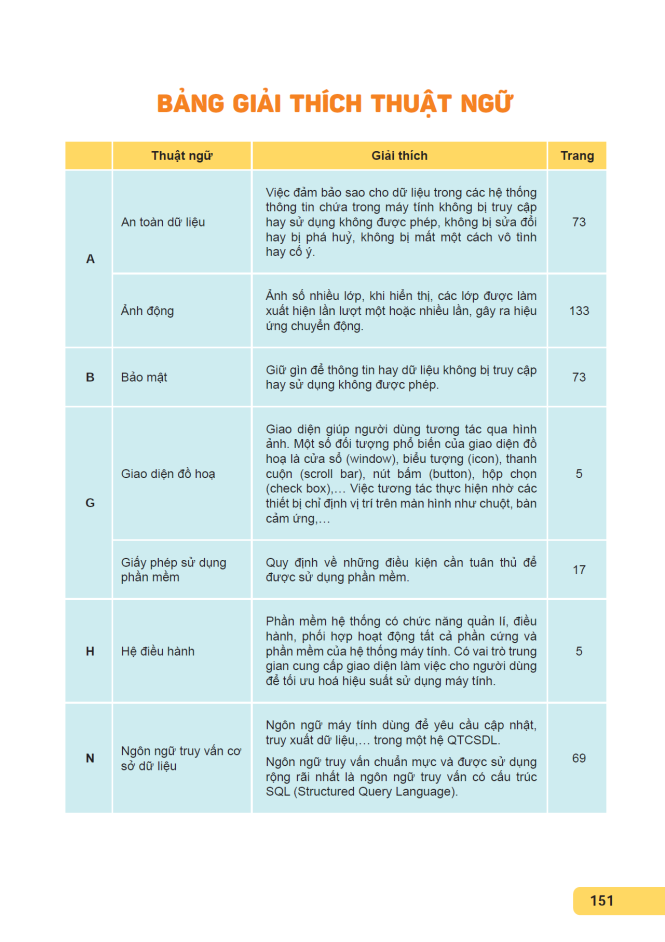 BẢNG GIẢI THÍCH THUẬT NGỮ
Thuật ngữ
Giải thích
Trang
A
An toàn dữ liệu
Việc đảm bảo sao cho dữ liệu trong các hệ thống
thông tin chứa trong máy tính không bị truy cập
hay sử dụng không được phép, không bị sửa đổi
hay bị phá huỷ, không bị mất một cách vô tình
hay cố ý.
73
Ảnh động
Ảnh số nhiều lớp, khi hiển thị, các lớp được làm
xuất hiện lần lượt một hoặc nhiều lần, gây ra hiệu
ứng chuyển động.
133
B
Bảo mật
Giữ gìn để thông tin hay dữ liệu không bị truy cập
hay sử dụng không được phép.
73
G
Giao diện đồ hoạ
Giao diện giúp người dùng tương tác qua hình
ảnh. Một số đối tượng phổ biến của giao diện đồ
hoạ là cửa sổ (window), biểu tượng (icon), thanh
cuộn (scroll bar), nút bấm (button), hộp chọn
(check box),… Việc tương tác thực hiện nhờ các
thiết bị chỉ định vị trí trên màn hình như chuột, bàn
cảm ứng,…
5
Giấy phép sử dụng
phần mềm
Quy định về những điều kiện cần tuân thủ để
được sử dụng phần mềm.
17
H
Hệ điều hành
Phần mềm hệ thống có chức năng quản lí, điều
hành, phối hợp hoạt động tất cả phần cứng và
phần mềm của hệ thống máy tính. Có vai trò trung
gian cung cấp giao diện làm việc cho người dùng
để tối ưu hoá hiệu suất sử dụng máy tính.
5
N
Ngôn ngữ truy vấn cơ
sở dữ liệu
Ngôn ngữ máy tính dùng để yêu cầu cập nhật,
truy xuất dữ liệu,… trong một hệ QTCSDL.
Ngôn ngữ truy vấn chuẩn mực và được sử dụng
rộng rãi nhất là ngôn ngữ truy vấn có cấu trúc
SQL (Structured Query Language).
69
151